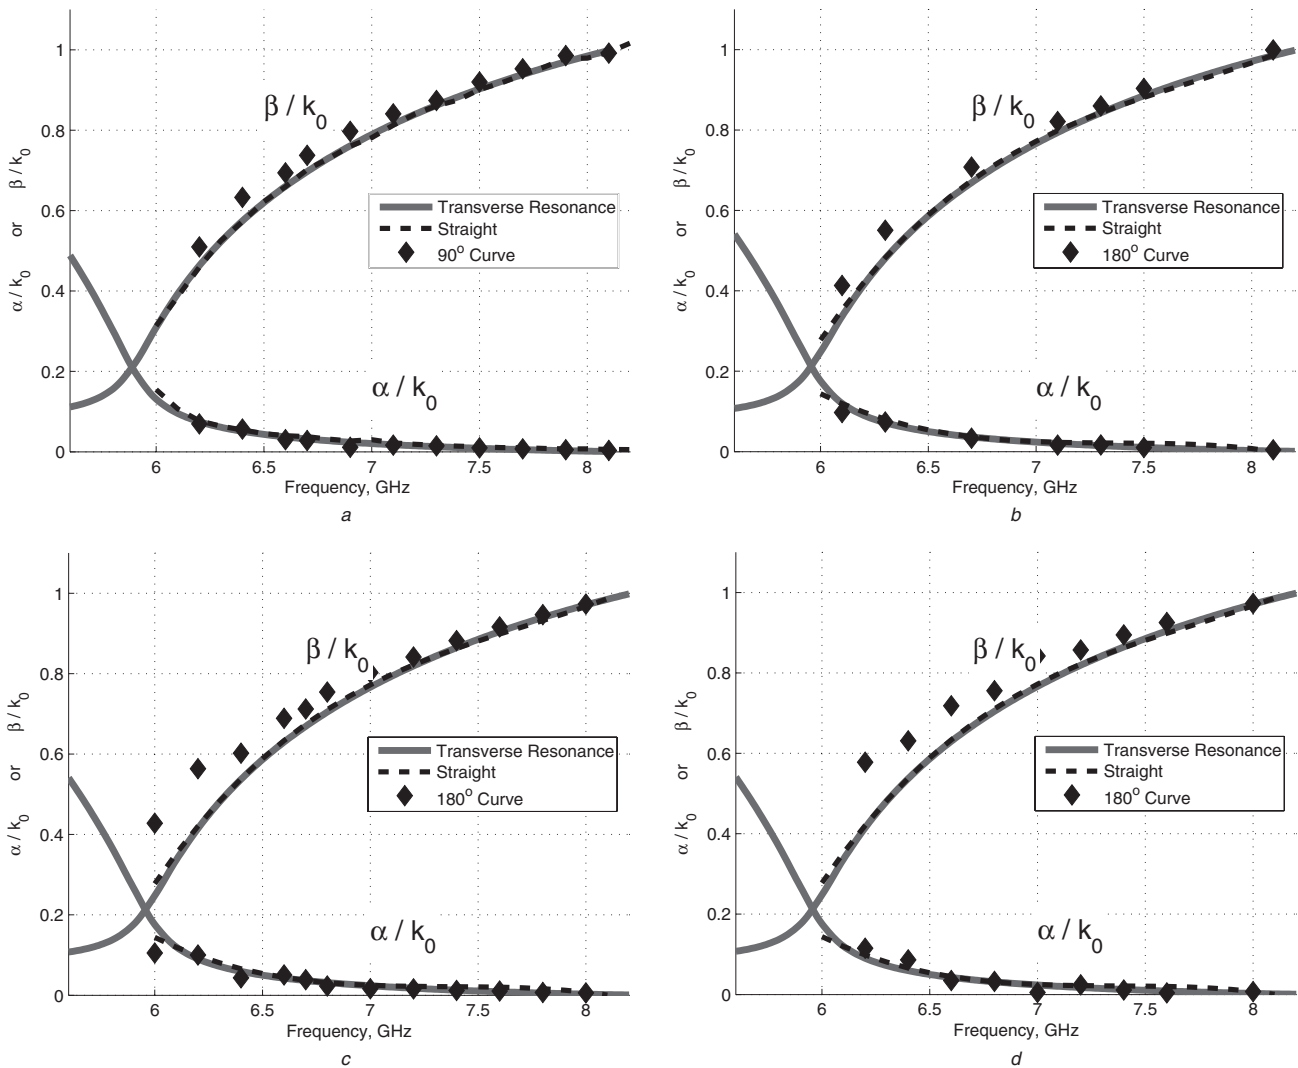 1
0.8
0.6
0.4
0.2
0
α / k0 or β / k0
β / k0
α / k0
Transverse Resonance
Straight
90° Curve
6 6.5 7 7.5 8
Frequency, GHz
a
1
0.8
0.6
0.4
0.2
0
α / k0 or β / k0
β / k0
α / k0
Transverse Resonance
Straight
180° Curve
6 6.5 7 7.5 8
Frequency, GHz
b
1
0.8
0.6
0.4
0.2
0
α / k0 or β / k0
β / k0
α / k0
Transverse Resonance
Straight
180° Curve
6 6.5 7 7.5 8
Frequency, GHz
c
1
0.8
0.6
0.4
0.2
0
α / k0 or β / k0
β / k0
α / k0
Transverse Resonance
Straight
180° Curve
6 6.5 7 7.5 8
Frequency, GHz
d